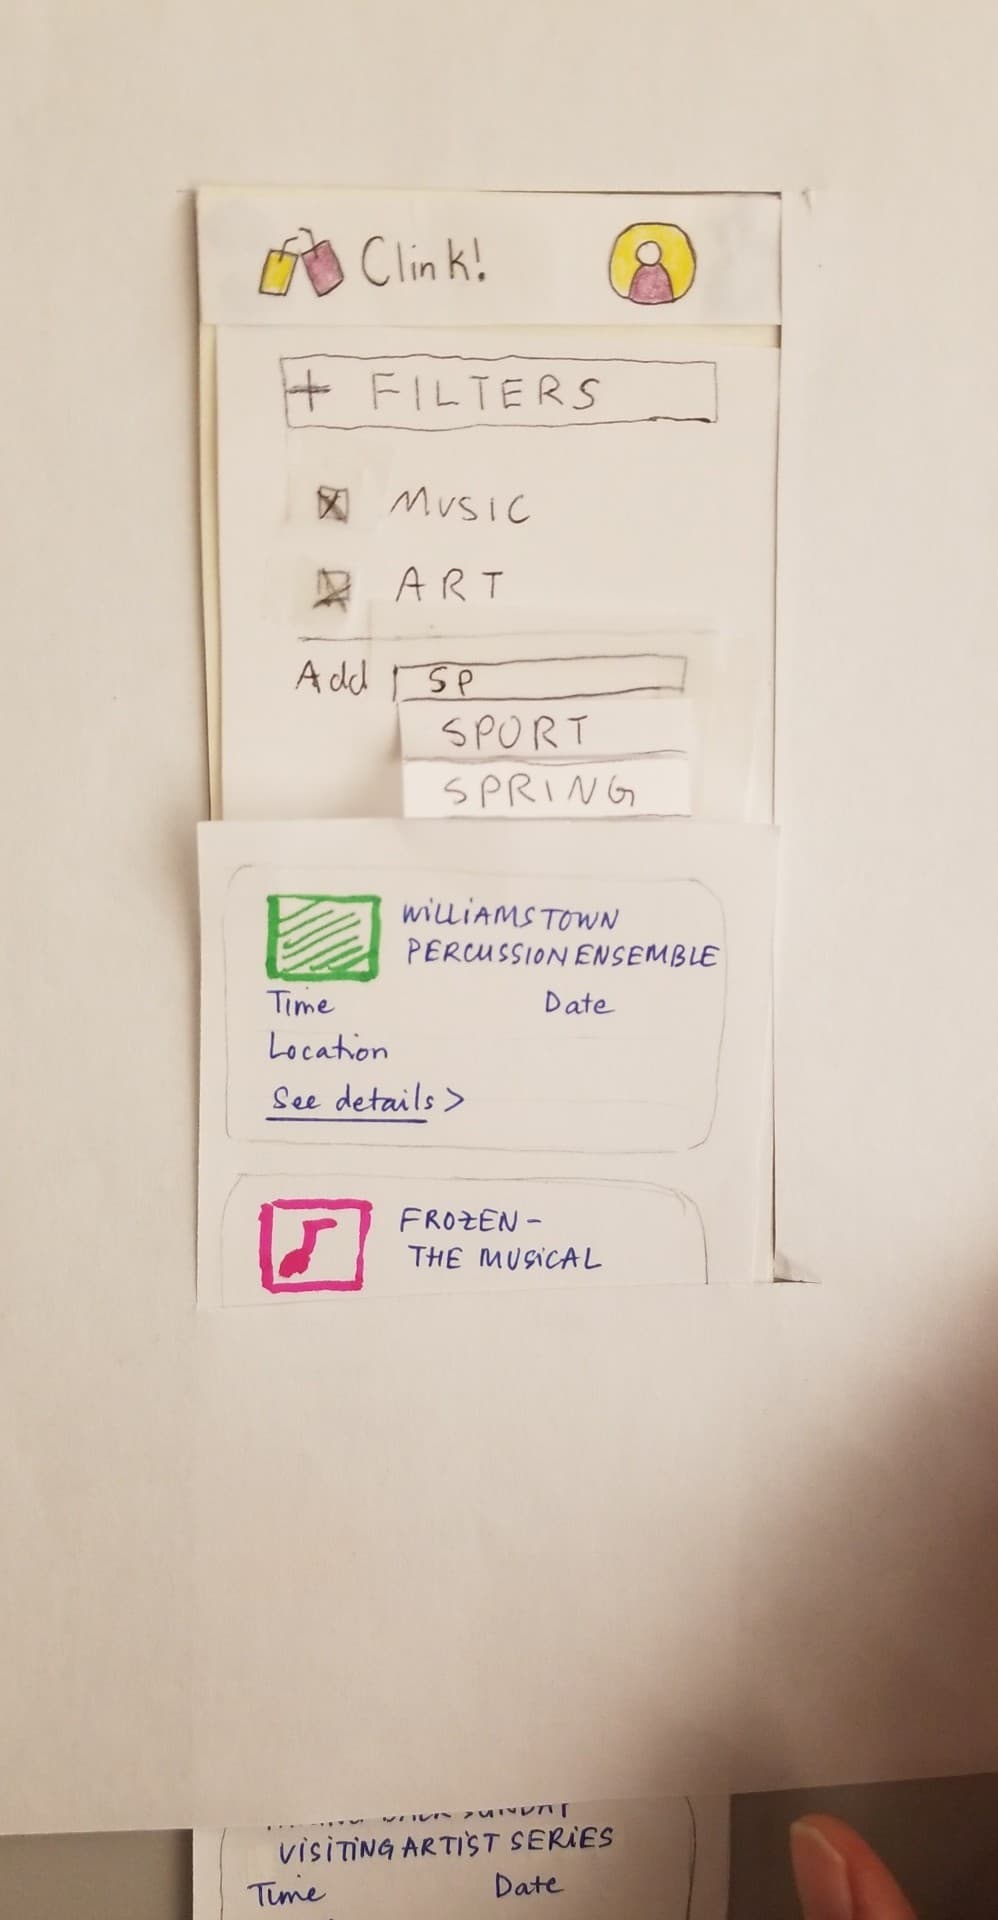 Clink!
+ FILTERS
MUSIC
ART
Add SP
SPORT
SPRING
WILLIAMSTOWN
PERCUSSION ENSEMBLE
Time Date
Location
See details >
FROZEN -
THE MUSICAL
SUNDAY
VISITING ARTIST SERIES
Time Date